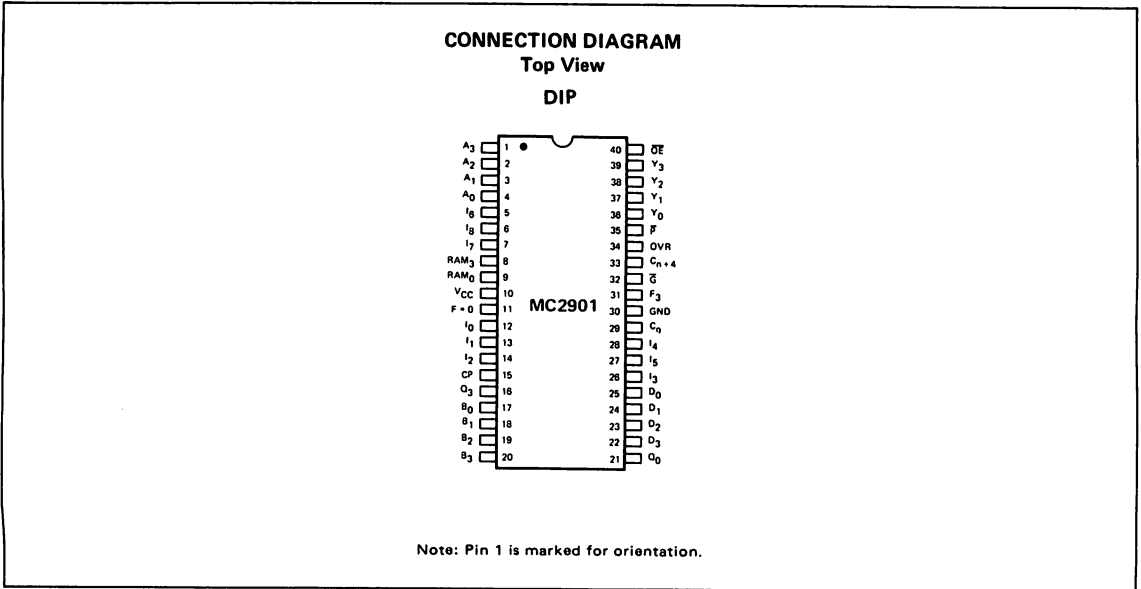 CONNECTION DIAGRAM
Top View
DIP
A₃ 1 40 O̅E̅
A₂ 2 39 Y₃
A₁ 3 38 Y₂
A₀ 4 37 Y₁
I₆ 5 36 Y₀
I₈ 6 35 P̅
I₇ 7 34 OVR
RAM₃ 8 33 Cₙ₊₄
RAM₀ 9 32 G̅
V_CC 10 31 F₃
F = 0 11 MC2901 30 GND
I₀ 12 29 Cₙ
I₁ 13 28 I₄
I₂ 14 27 I₅
CP 15 26 I₃
Q₃ 16 25 D₀
B₀ 17 24 D₁
B₁ 18 23 D₂
B₂ 19 22 D₃
B₃ 20 21 Q₀
Note: Pin 1 is marked for orientation.